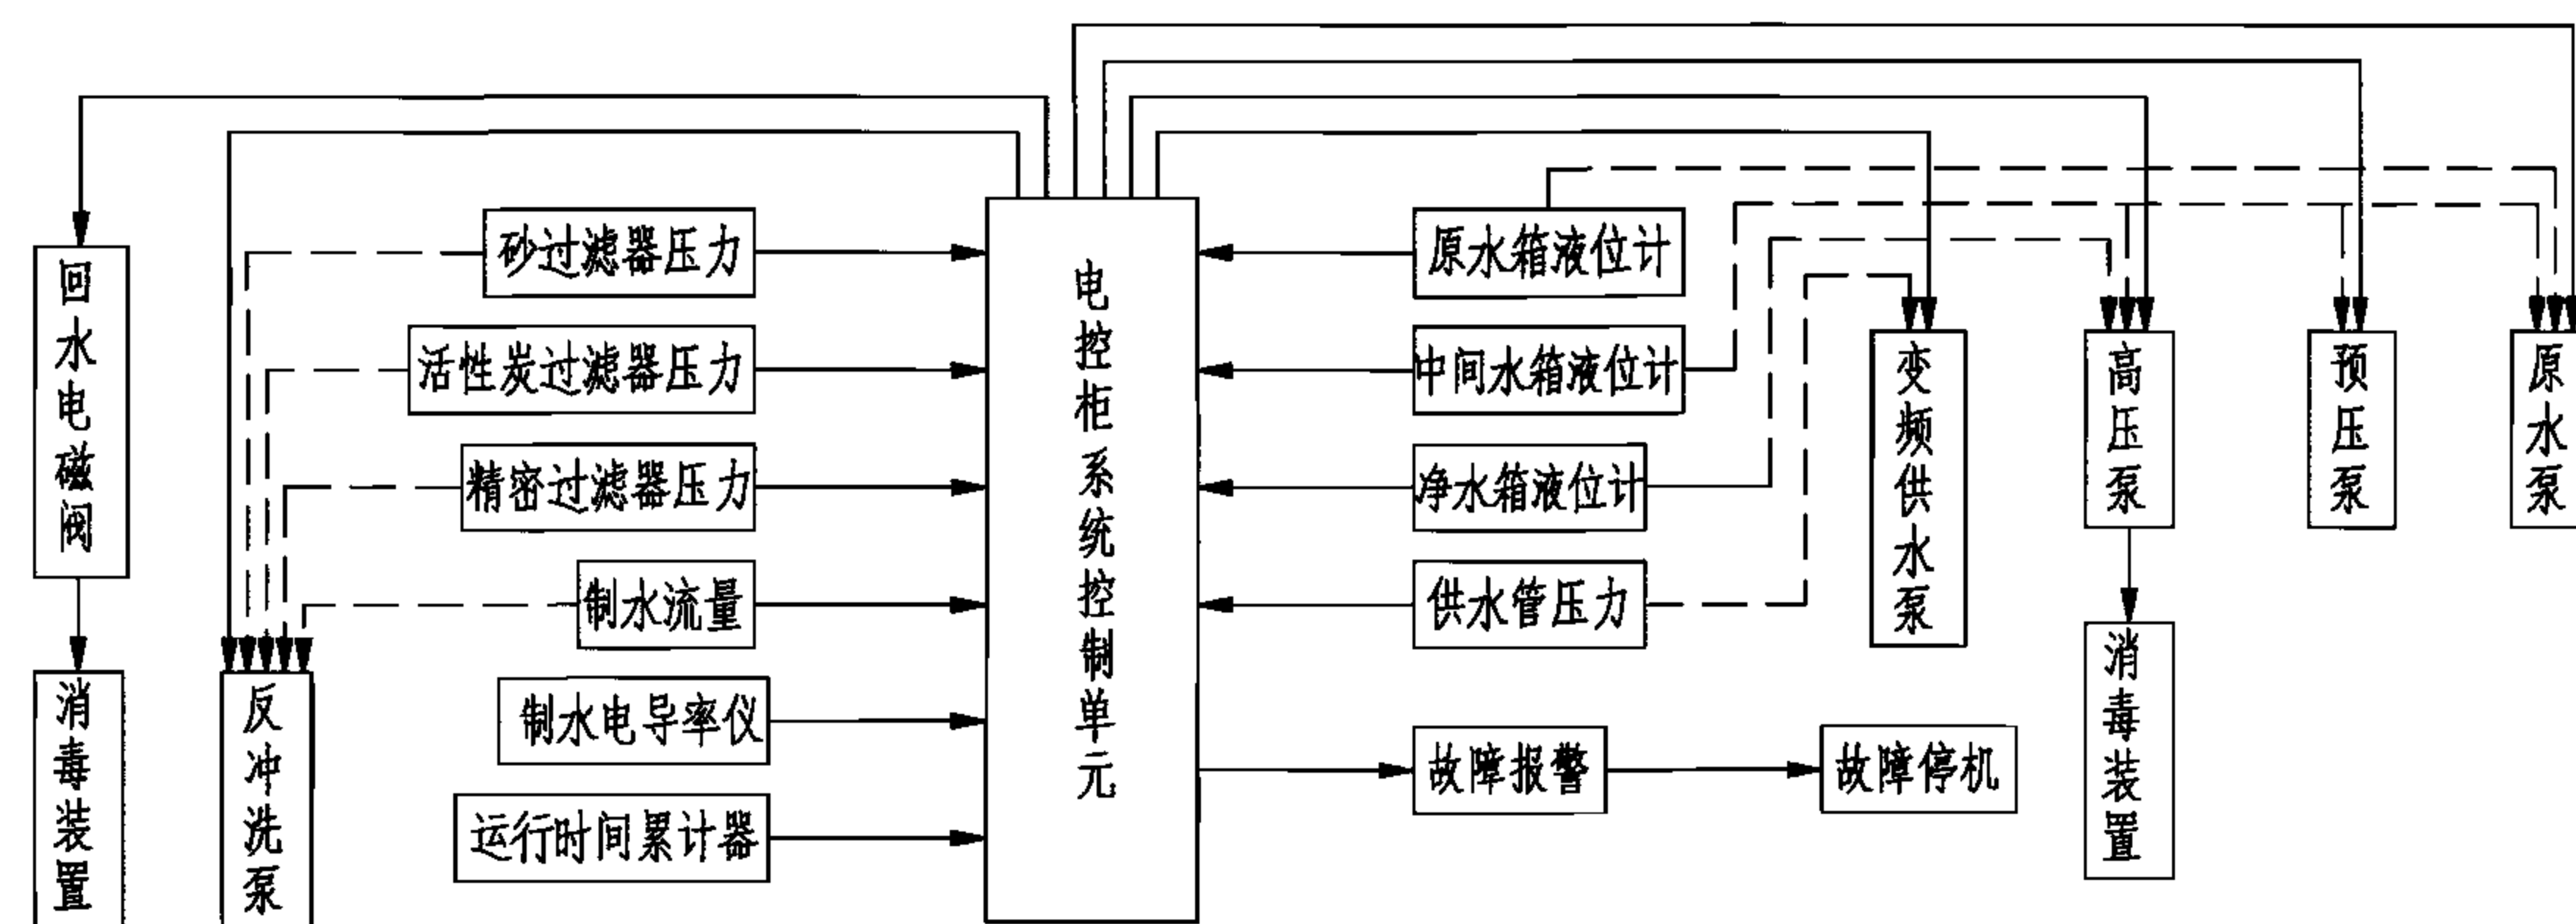 回水电磁阀
消毒装置
反冲洗泵
砂过滤器压力
活性炭过滤器压力
精密过滤器压力
制水流量
制水电导率仪
运行时间累计器
电控柜系统控制单元
原水箱液位计
中间水箱液位计
净水箱液位计
供水管压力
故障报警
故障停机
变频供水泵
高压泵
消毒装置
预压泵
原水泵